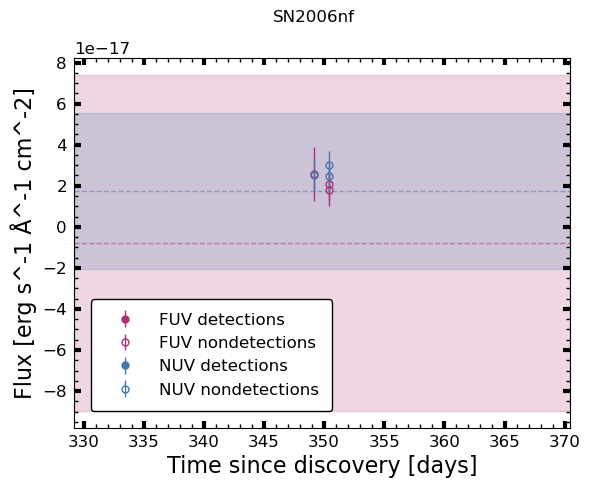 SN2006nf
1e−17
8
6
4
2
0
−2
−4
−6
−8
Flux [erg s^-1 Å^-1 cm^-2]
FUV detections
FUV nondetections
NUV detections
NUV nondetections
330 335 340 345 350 355 360 365 370
Time since discovery [days]